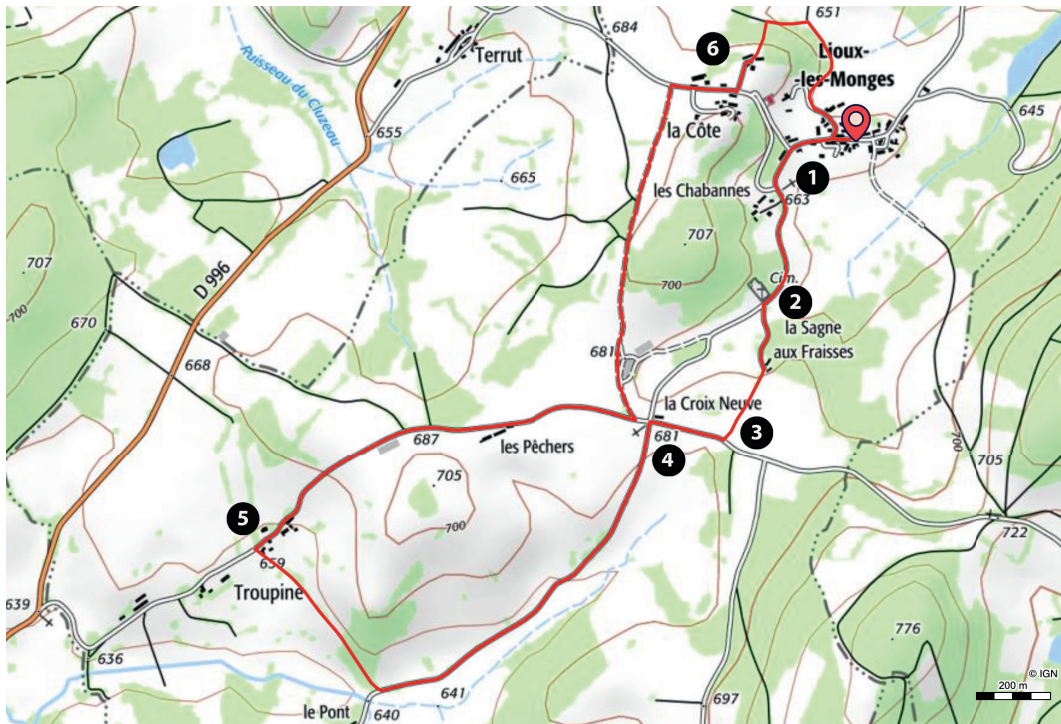 684
651
6
Terrut
Lioux-
-les-Monges
Ruisseau du Cluzeau
645
655
la Côte
665
1
les Chabannes
663
707
707
D 996
Cim.
700
2
700
670
la Sagne
aux Fraisses
681
668
la Croix Neuve
3
687
les Pêchers
681
4
700
705
705
5
700
722
659
Troupine
639
776
636
© IGN
641
200 m
697
le Pont
640